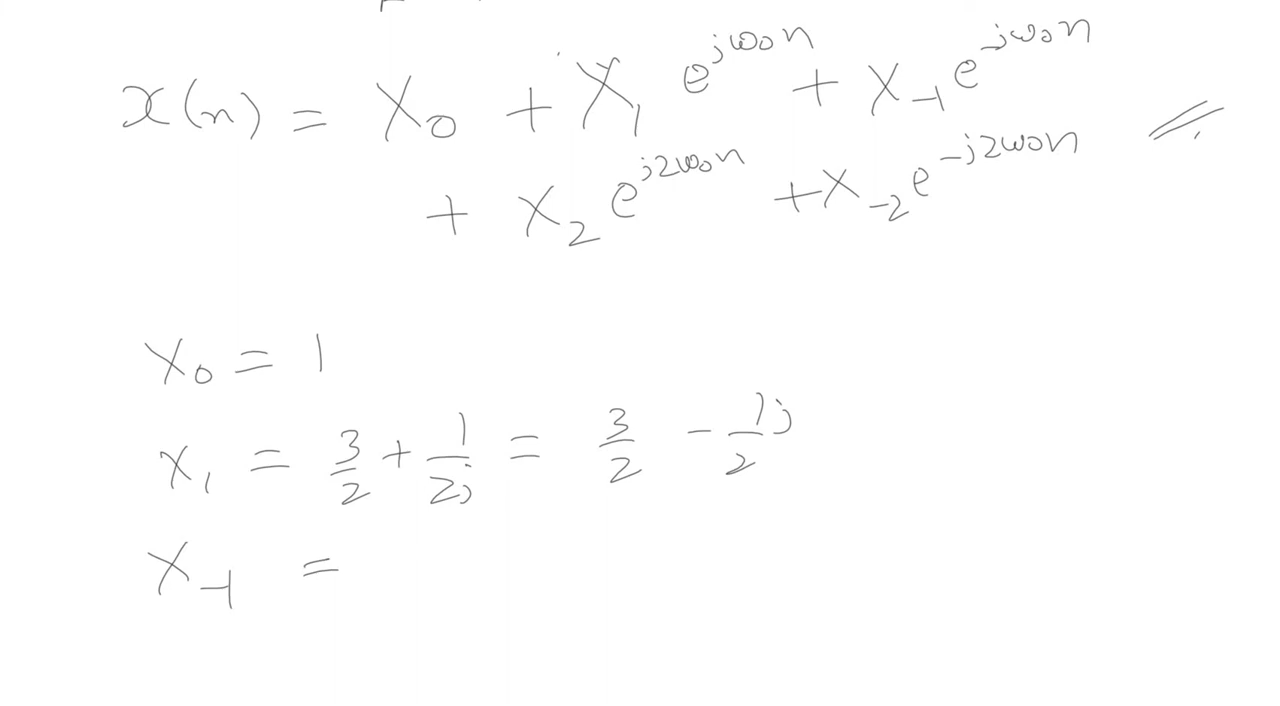 x(n) = X₀ + X₁ e^{jω₀n} + X₋₁ e^{-jω₀n}
+ X₂ e^{j2ω₀n} + X₋₂ e^{-j2ω₀n}
X₀ = 1
X₁ = 3/2 + 1/2j = 3/2 - 1j/2
X₋₁ =